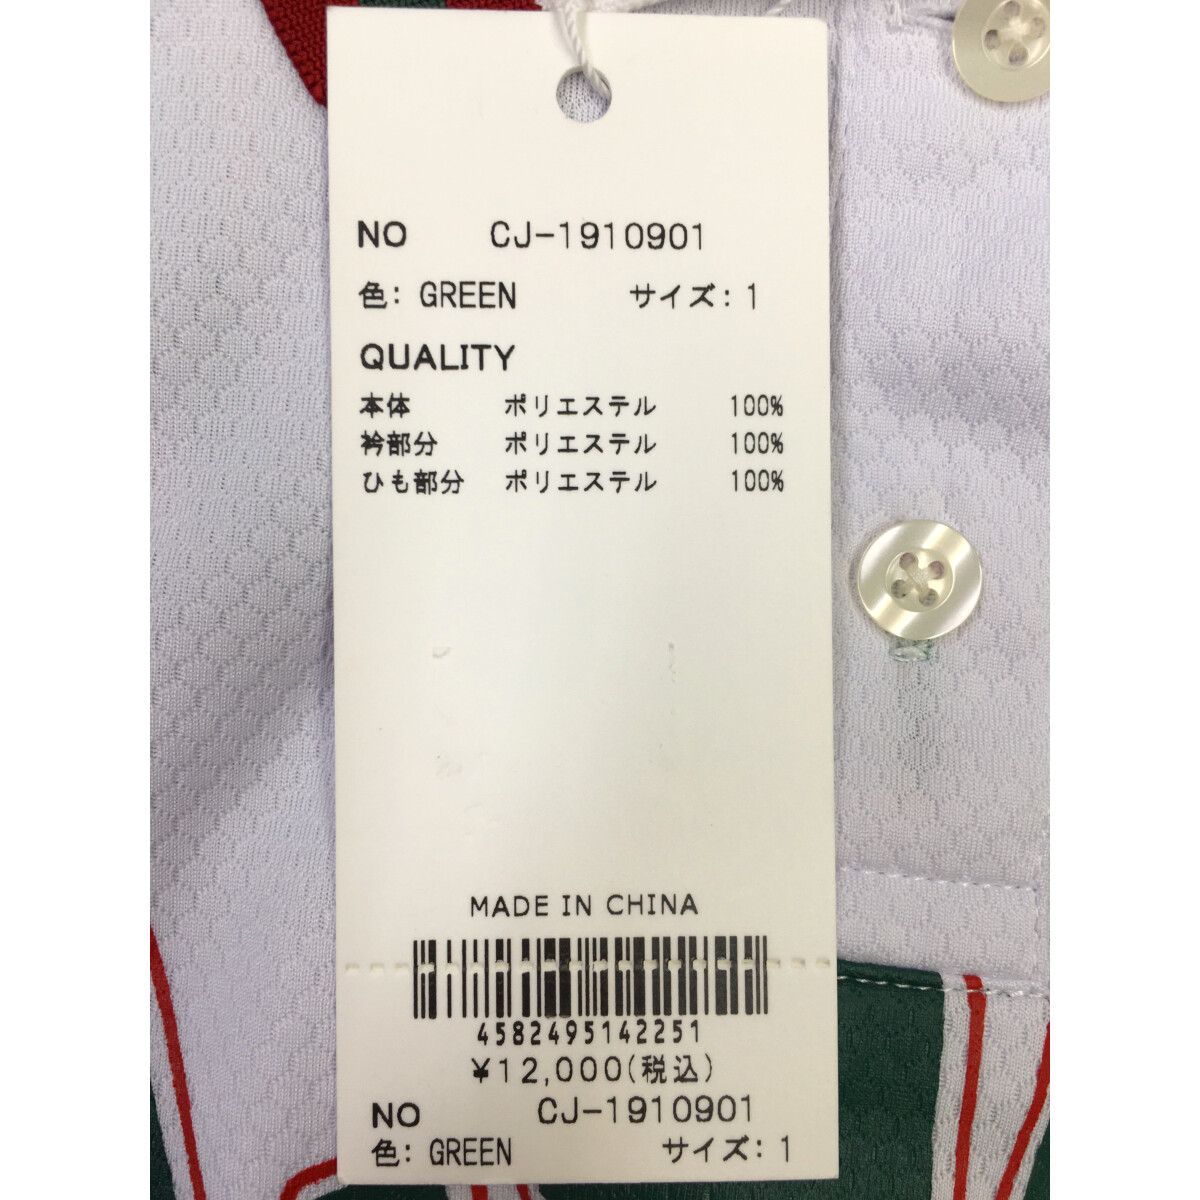 NO CJ-1910901
色: GREEN サイズ: 1
QUALITY
本体 ポリエステル 100%
衿部分 ポリエステル 100%
ひも部分 ポリエステル 100%
MADE IN CHINA
4582495142251
¥12,000(税込)
NO CJ-1910901
色: GREEN サイズ: 1